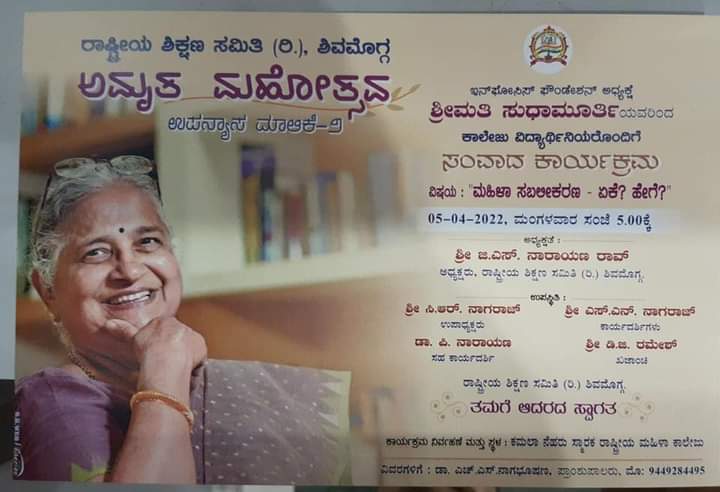 ರಾಷ್ಟ್ರೀಯ ಶಿಕ್ಷಣ ಸಮಿತಿ (ರಿ.), ಶಿವಮೊಗ್ಗ
ಅಮೃತ ಮಹೋತ್ಸವ
ಉಪನ್ಯಾಸ ಮಾಲಿಕೆ-೨
ಇನ್‌ಫೋಸಿಸ್ ಫೌಂಡೇಶನ್ ಅಧ್ಯಕ್ಷೆ
ಶ್ರೀಮತಿ ಸುಧಾಮೂರ್ತಿಯವರಿಂದ
ಕಾಲೇಜು ವಿದ್ಯಾರ್ಥಿನಿಯರೊಂದಿಗೆ
ಸಂವಾದ ಕಾರ್ಯಕ್ರಮ
ವಿಷಯ : "ಮಹಿಳಾ ಸಬಲೀಕರಣ - ಏಕೆ? ಹೇಗೆ?"
05-04-2022, ಮಂಗಳವಾರ ಸಂಜೆ 5.00ಕ್ಕೆ
ಅಧ್ಯಕ್ಷತೆ :
ಶ್ರೀ ಜಿ.ಎಸ್. ನಾರಾಯಣ ರಾವ್
ಅಧ್ಯಕ್ಷರು, ರಾಷ್ಟ್ರೀಯ ಶಿಕ್ಷಣ ಸಮಿತಿ (ರಿ.) ಶಿವಮೊಗ್ಗ.
ಉಪಸ್ಥಿತಿ :
ಶ್ರೀ ಸಿ.ಆರ್. ನಾಗರಾಜ್ ಶ್ರೀ ಎಸ್.ಎನ್. ನಾಗರಾಜ್
ಉಪಾಧ್ಯಕ್ಷರು ಕಾರ್ಯದರ್ಶಿಗಳು
ಡಾ. ಪಿ. ನಾರಾಯಣ ಶ್ರೀ ಡಿ.ಜಿ. ರಮೇಶ್
ಸಹ ಕಾರ್ಯದರ್ಶಿ ಖಜಾಂಚಿ
ರಾಷ್ಟ್ರೀಯ ಶಿಕ್ಷಣ ಸಮಿತಿ (ರಿ.) ಶಿವಮೊಗ್ಗ.
ತಮಗೆ ಆದರದ ಸ್ವಾಗತ
ಕಾರ್ಯಕ್ರಮ ನಿರ್ವಹಣೆ ಮತ್ತು ಸ್ಥಳ : ಕಮಲಾ ನೆಹರು ಸ್ಮಾರಕ ರಾಷ್ಟ್ರೀಯ ಮಹಿಳಾ ಕಾಲೇಜು
ವಿವರಗಳಿಗೆ : ಡಾ. ಎಚ್.ಎಸ್.ನಾಗಭೂಷಣ, ಪ್ರಾಂಶುಪಾಲರು, ಮೊ: 9449284495